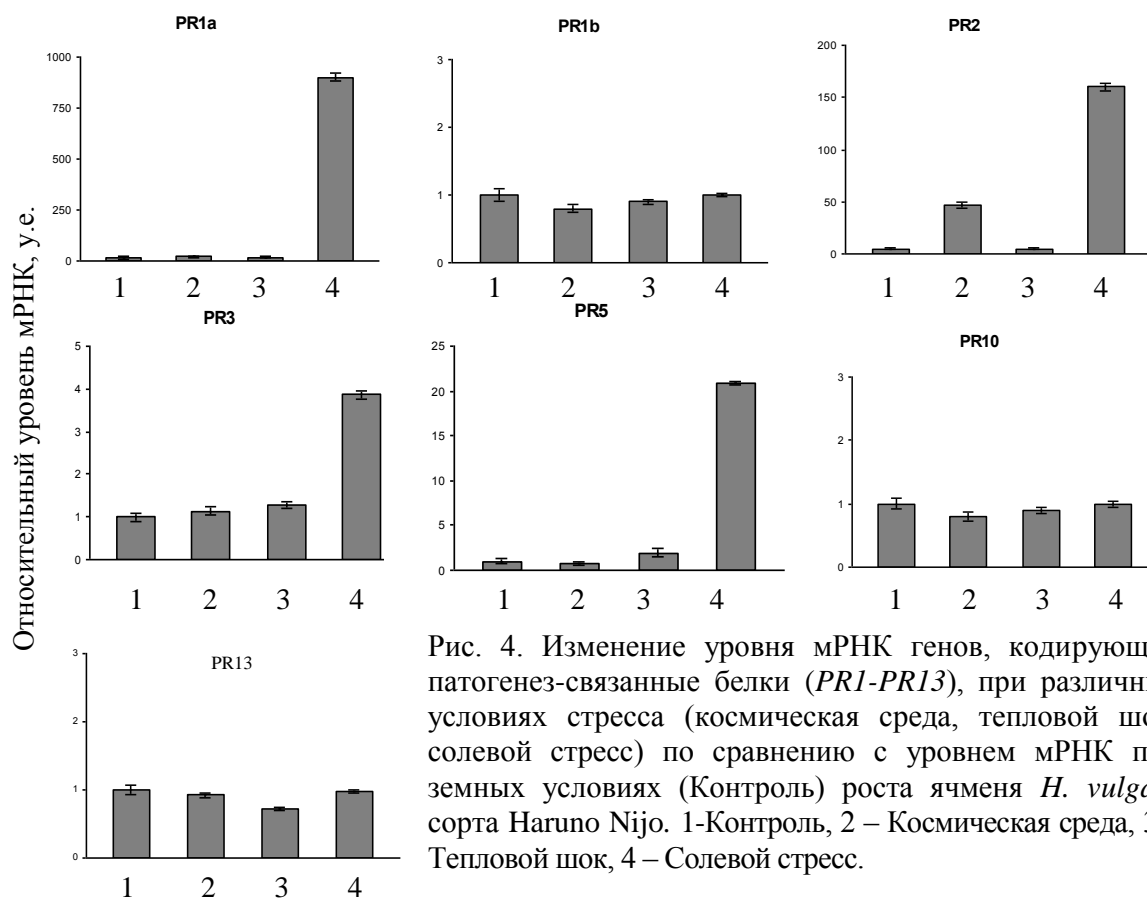 PR1a
PR1b
PR2
1000
750
500
250
0
1 2 3 4
3
2
1
0
1 2 3 4
200
150
100
50
0
1 2 3 4
Относительный уровень мРНК, у.е.
PR3
PR5
PR10
5
4
3
2
1
0
1 2 3 4
25
20
15
10
5
0
1 2 3 4
3
2
1
0
1 2 3 4
PR13
3
2
1
0
1 2 3 4
Рис. 4. Изменение уровня мРНК генов, кодирующ
патогенез-связанные белки (PR1-PR13), при различны
условиях стресса (космическая среда, тепловой шо
солевой стресс) по сравнению с уровнем мРНК п
земных условиях (Контроль) роста ячменя H. vulga
сорта Haruno Nijo. 1-Контроль, 2 – Космическая среда, 3
Тепловой шок, 4 – Солевой стресс.